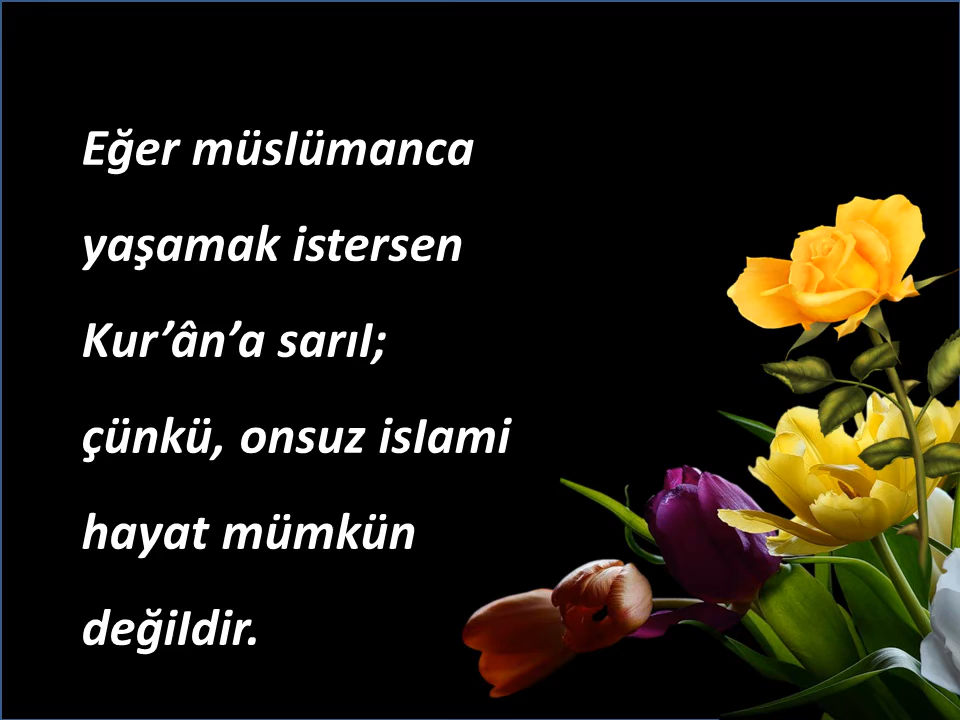 Eğer müslümanca
yaşamak istersen
Kur’ân’a sarıl;
çünkü, onsuz islami
hayat mümkün
değildir.